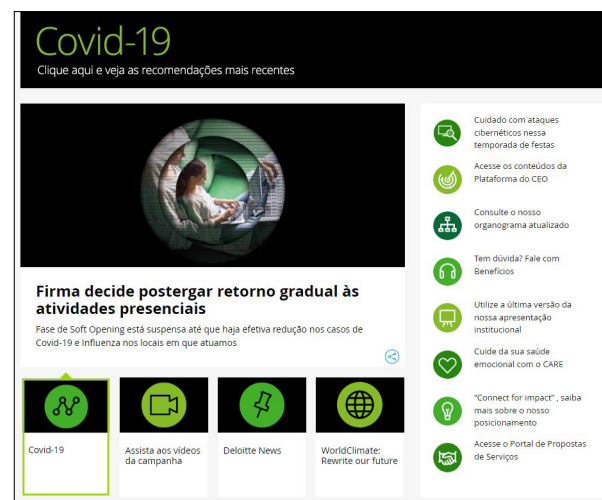 Covid-19
Clique aqui e veja as recomendações mais recentes
Firma decide postergar retorno gradual às
atividades presenciais
Fase de Soft Opening está suspensa até que haja efetiva redução nos casos de
Covid-19 e Influenza nos locais em que atuamos
Covid-19
Assista aos vídeos
da campanha
Deloitte News
WorldClimate:
Rewrite our future
Cuidado com ataques
cibernéticos nessa
temporada de festas
Acesse os conteúdos da
Plataforma do CEO
Consulte o nosso
organograma atualizado
Tem dúvida? Fale com
Benefícios
Utilize a última versão da
nossa apresentação
institucional
Cuide da sua saúde
emocional com o CARE
"Connect for impact" , saiba
mais sobre o nosso
posicionamento
Acesse o Portal de Propostas
de Serviços